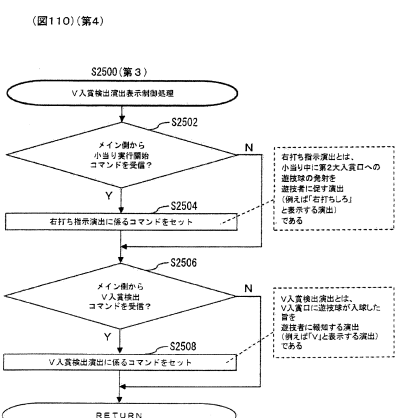 (図110)(第4)
S2500(第3)
V入賞検出演出表示制御処理
S2502
メイン側から
小当り実行開始
コマンドを受信?
N
Y
右打ち指示演出とは、
小当り中に第2大入賞口への
遊技球の発射を
遊技者に促す演出
(例えば「右打ちしろ」
と表示する演出)
である
S2504
右打ち指示演出に係るコマンドをセット
S2506
メイン側から
V入賞検出
コマンドを受信?
N
Y
V入賞検出演出とは、
V入賞口に遊技球が入球した
旨を
遊技者に報知する演出
(例えば「V」と表示する演出)
である
S2508
V入賞検出演出に係るコマンドをセット
RETURN